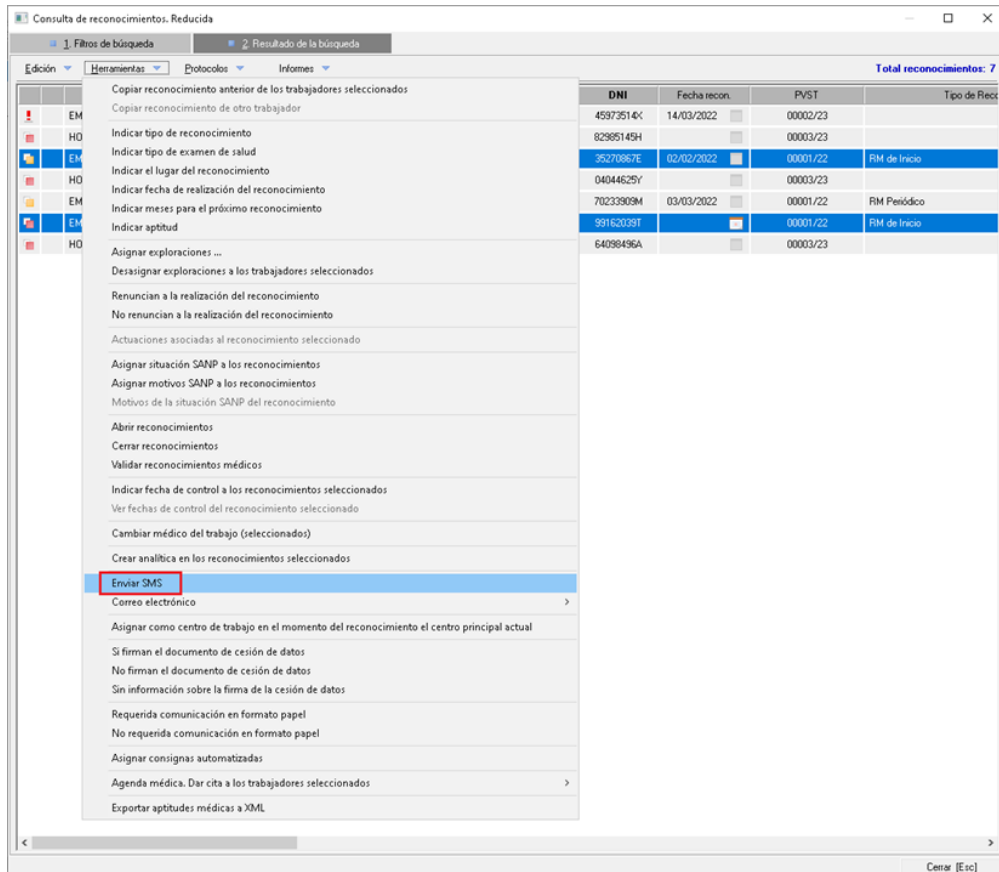 Consulta de reconocimientos. Reducida
1. Filtros de búsqueda 2. Resultado de la búsqueda
Edición Herramientas Protocolos Informes Total reconocimientos: 7
Copiar reconocimiento anterior de los trabajadores seleccionados
Copiar reconocimiento de otro trabajador
Indicar tipo de reconocimiento
Indicar tipo de examen de salud
Indicar el lugar del reconocimiento
Indicar fecha de realización del reconocimiento
Indicar meses para el próximo reconocimiento
Indicar aptitud
Asignar exploraciones ...
Desasignar exploraciones a los trabajadores seleccionados
Renuncian a la realización del reconocimiento
No renuncian a la realización del reconocimiento
Actuaciones asociadas al reconocimiento seleccionado
Asignar situación SANP a los reconocimientos
Asignar motivos SANP a los reconocimientos
Motivos de la situación SANP del reconocimiento
Abrir reconocimientos
Cerrar reconocimientos
Validar reconocimientos médicos
Indicar fecha de control a los reconocimientos seleccionados
Ver fechas de control del reconocimiento seleccionado
Cambiar médico del trabajo (seleccionados)
Crear analítica en los reconocimientos seleccionados
Enviar SMS
Correo electrónico
Asignar como centro de trabajo en el momento del reconocimiento el centro principal actual
Si firman el documento de cesión de datos
No firman el documento de cesión de datos
Sin información sobre la firma de la cesión de datos
Requerida comunicación en formato papel
No requerida comunicación en formato papel
Asignar consignas automatizadas
Agenda médica. Dar cita a los trabajadores seleccionados
Exportar aptitudes médicas a XML
DNI Fecha recon. PVST Tipo de Reco
EM 45973514X 14/03/2022 00002/23
HO 82985145H 00003/23
EM 35270867E 02/02/2022 00001/22 RM de Inicio
HO 04044625Y 00003/23
EM 70233909M 03/03/2022 00001/22 RM Periódico
EM 99162039T 00001/22 RM de Inicio
HO 64098496A 00003/23
Cerrar [Esc]